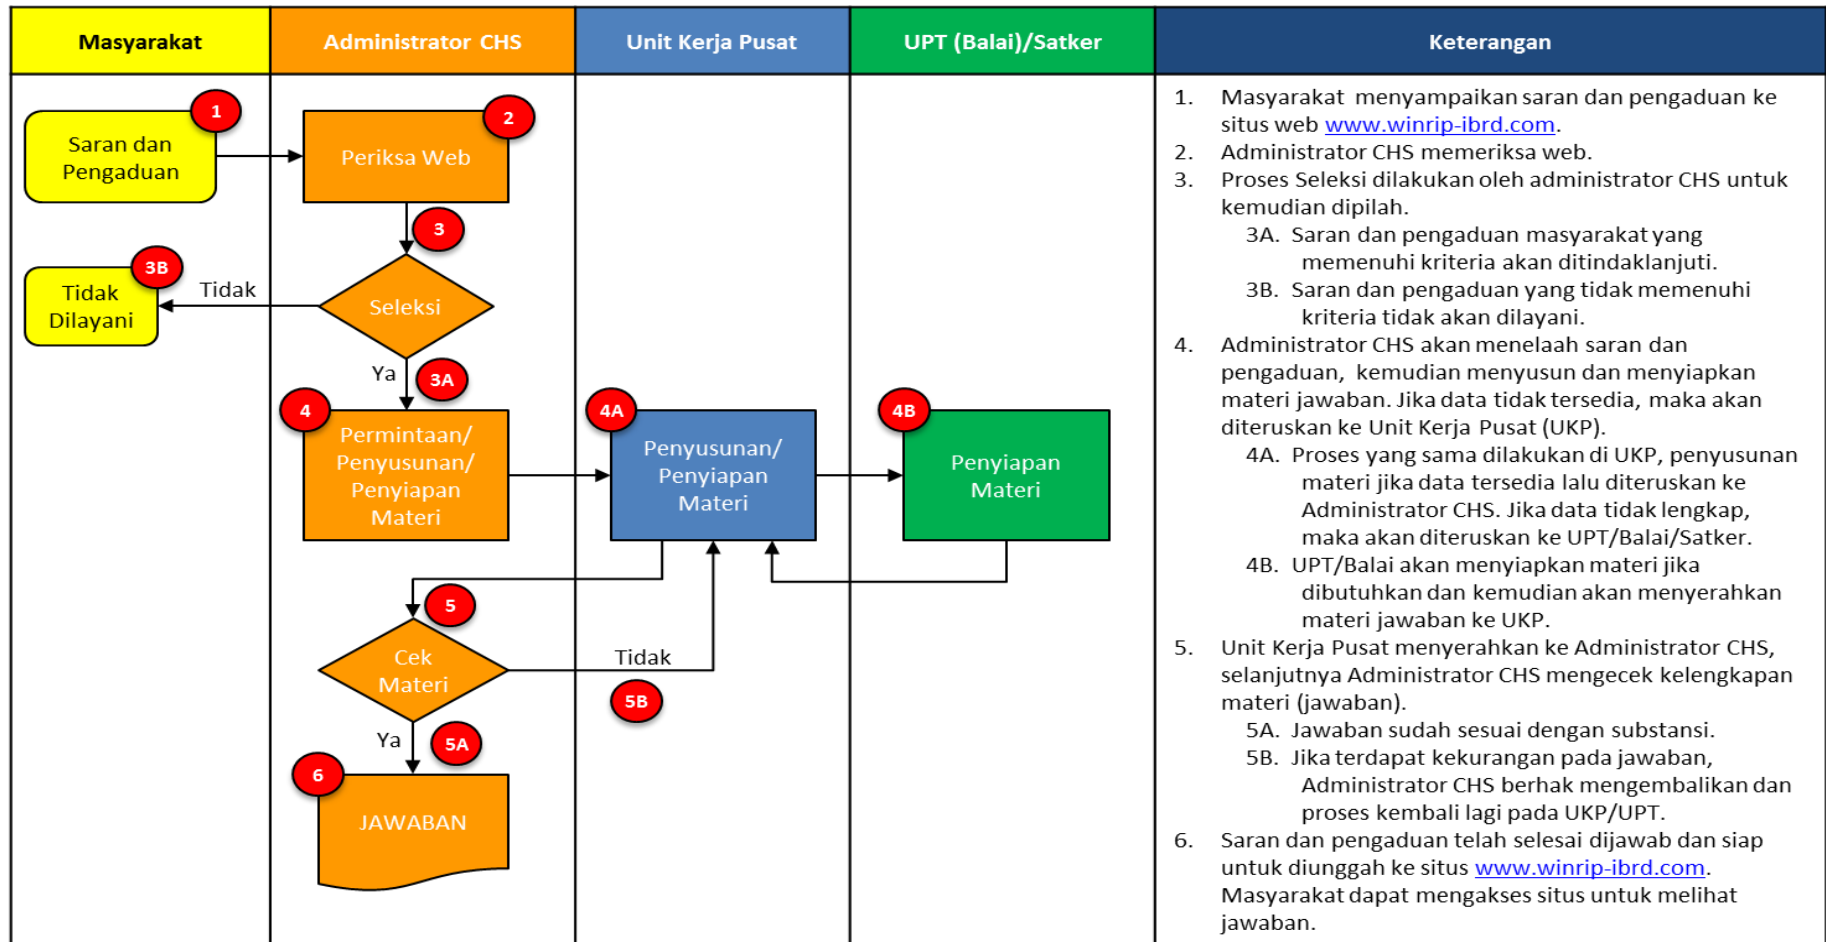 Masyarakat
Administrator CHS
Unit Kerja Pusat
UPT (Balai)/Satker
Keterangan
1
Saran dan
Pengaduan
2
Periksa Web
3
3B
Tidak
Dilayani
Tidak
Seleksi
Ya
3A
4
Permintaan/
Penyusunan/
Penyiapan
Materi
4A
Penyusunan/
Penyiapan
Materi
4B
Penyiapan
Materi
5
Cek
Materi
Tidak
5B
Ya
5A
6
JAWABAN
1. Masyarakat menyampaikan saran dan pengaduan ke
situs web www.winrip-ibrd.com.
2. Administrator CHS memeriksa web.
3. Proses Seleksi dilakukan oleh administrator CHS untuk
kemudian dipilah.
3A. Saran dan pengaduan masyarakat yang
memenuhi kriteria akan ditindaklanjuti.
3B. Saran dan pengaduan yang tidak memenuhi
kriteria tidak akan dilayani.
4. Administrator CHS akan menelaah saran dan
pengaduan, kemudian menyusun dan menyiapkan
materi jawaban. Jika data tidak tersedia, maka akan
diteruskan ke Unit Kerja Pusat (UKP).
4A. Proses yang sama dilakukan di UKP, penyusunan
materi jika data tersedia lalu diteruskan ke
Administrator CHS. Jika data tidak lengkap,
maka akan diteruskan ke UPT/Balai/Satker.
4B. UPT/Balai akan menyiapkan materi jika
dibutuhkan dan kemudian akan menyerahkan
materi jawaban ke UKP.
5. Unit Kerja Pusat menyerahkan ke Administrator CHS,
selanjutnya Administrator CHS mengecek kelengkapan
materi (jawaban).
5A. Jawaban sudah sesuai dengan substansi.
5B. Jika terdapat kekurangan pada jawaban,
Administrator CHS berhak mengembalikan dan
proses kembali lagi pada UKP/UPT.
6. Saran dan pengaduan telah selesai dijawab dan siap
untuk diunggah ke situs www.winrip-ibrd.com.
Masyarakat dapat mengakses situs untuk melihat
jawaban.